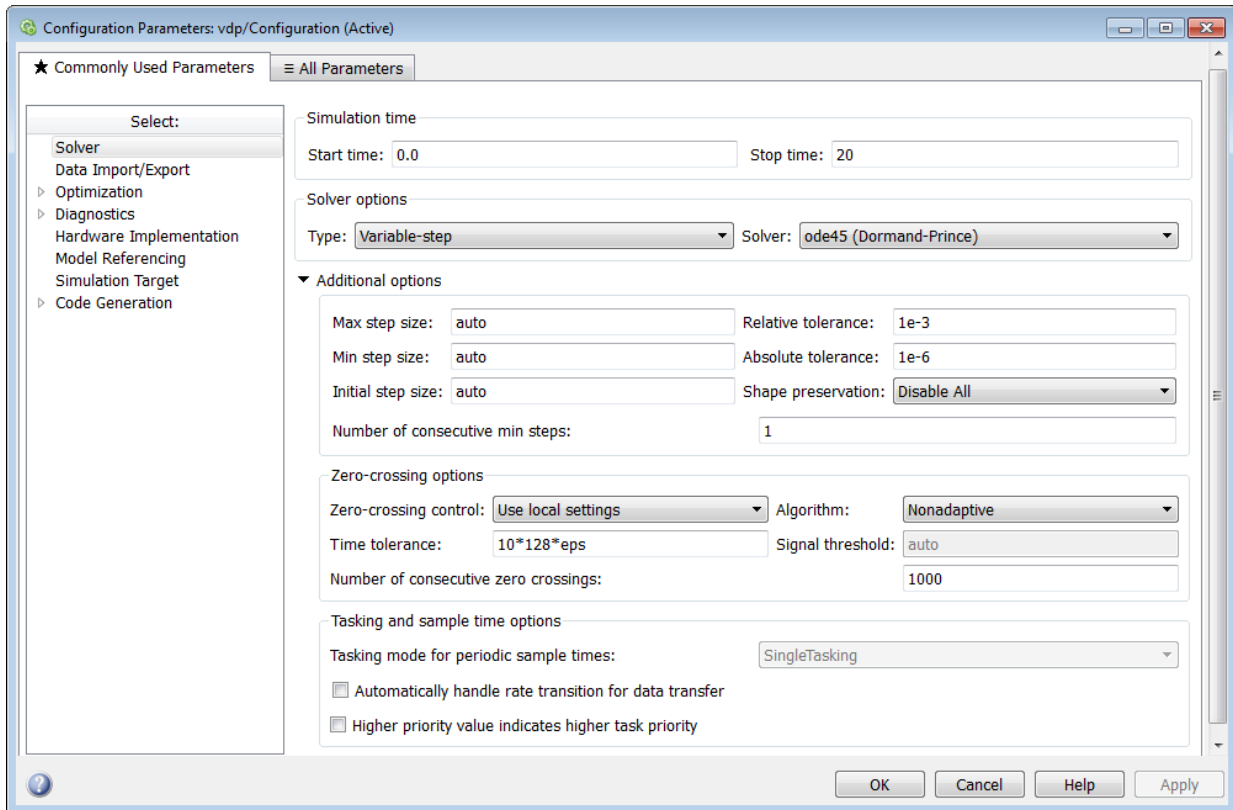 Configuration Parameters: vdp/Configuration (Active)
★ Commonly Used Parameters
≡ All Parameters
Select:
Solver
Data Import/Export
Optimization
Diagnostics
Hardware Implementation
Model Referencing
Simulation Target
Code Generation
Simulation time
Start time: 0.0 Stop time: 20
Solver options
Type: Variable-step Solver: ode45 (Dormand-Prince)
Additional options
Max step size: auto Relative tolerance: 1e-3
Min step size: auto Absolute tolerance: 1e-6
Initial step size: auto Shape preservation: Disable All
Number of consecutive min steps: 1
Zero-crossing options
Zero-crossing control: Use local settings Algorithm: Nonadaptive
Time tolerance: 10*128*eps Signal threshold: auto
Number of consecutive zero crossings: 1000
Tasking and sample time options
Tasking mode for periodic sample times: SingleTasking
Automatically handle rate transition for data transfer
Higher priority value indicates higher task priority
? OK Cancel Help Apply